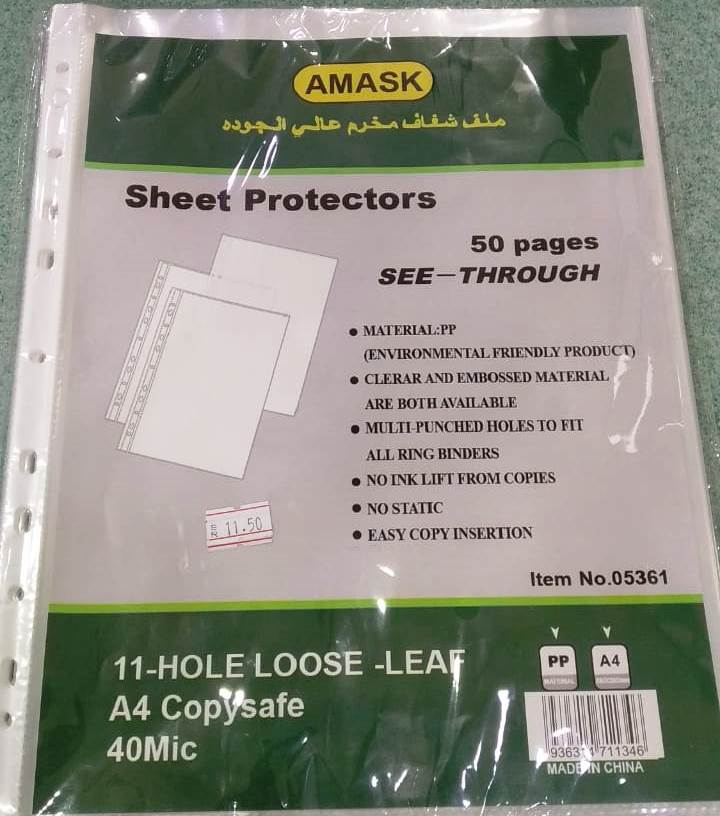 AMASK
ملف شفاف مخرم عالي الجوده
Sheet Protectors
50 pages
SEE-THROUGH
● MATERIAL:PP
(ENVIRONMENTAL FRIENDLY PRODUCT)
● CLERAR AND EMBOSSED MATERIAL
ARE BOTH AVAILABLE
● MULTI-PUNCHED HOLES TO FIT
ALL RING BINDERS
● NO INK LIFT FROM COPIES
● NO STATIC
● EASY COPY INSERTION
11.50
Item No.05361
11-HOLE LOOSE -LEAF
A4 Copysafe
40Mic
PP
MATERIAL
A4
711346
MADE IN CHINA